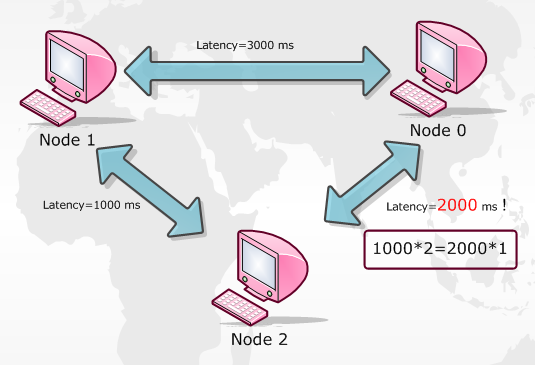 Latency=3000 ms
Node 1
Node 0
Latency=1000 ms
Latency=2000 ms !
1000*2=2000*1
Node 2